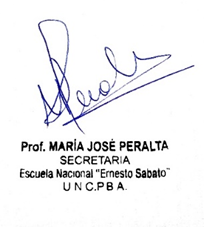 Prof. MARÍA JOSÉ PERALTA
SECRETARIA
Escuela Nacional "Ernesto Sabato"
U N C.P B A.